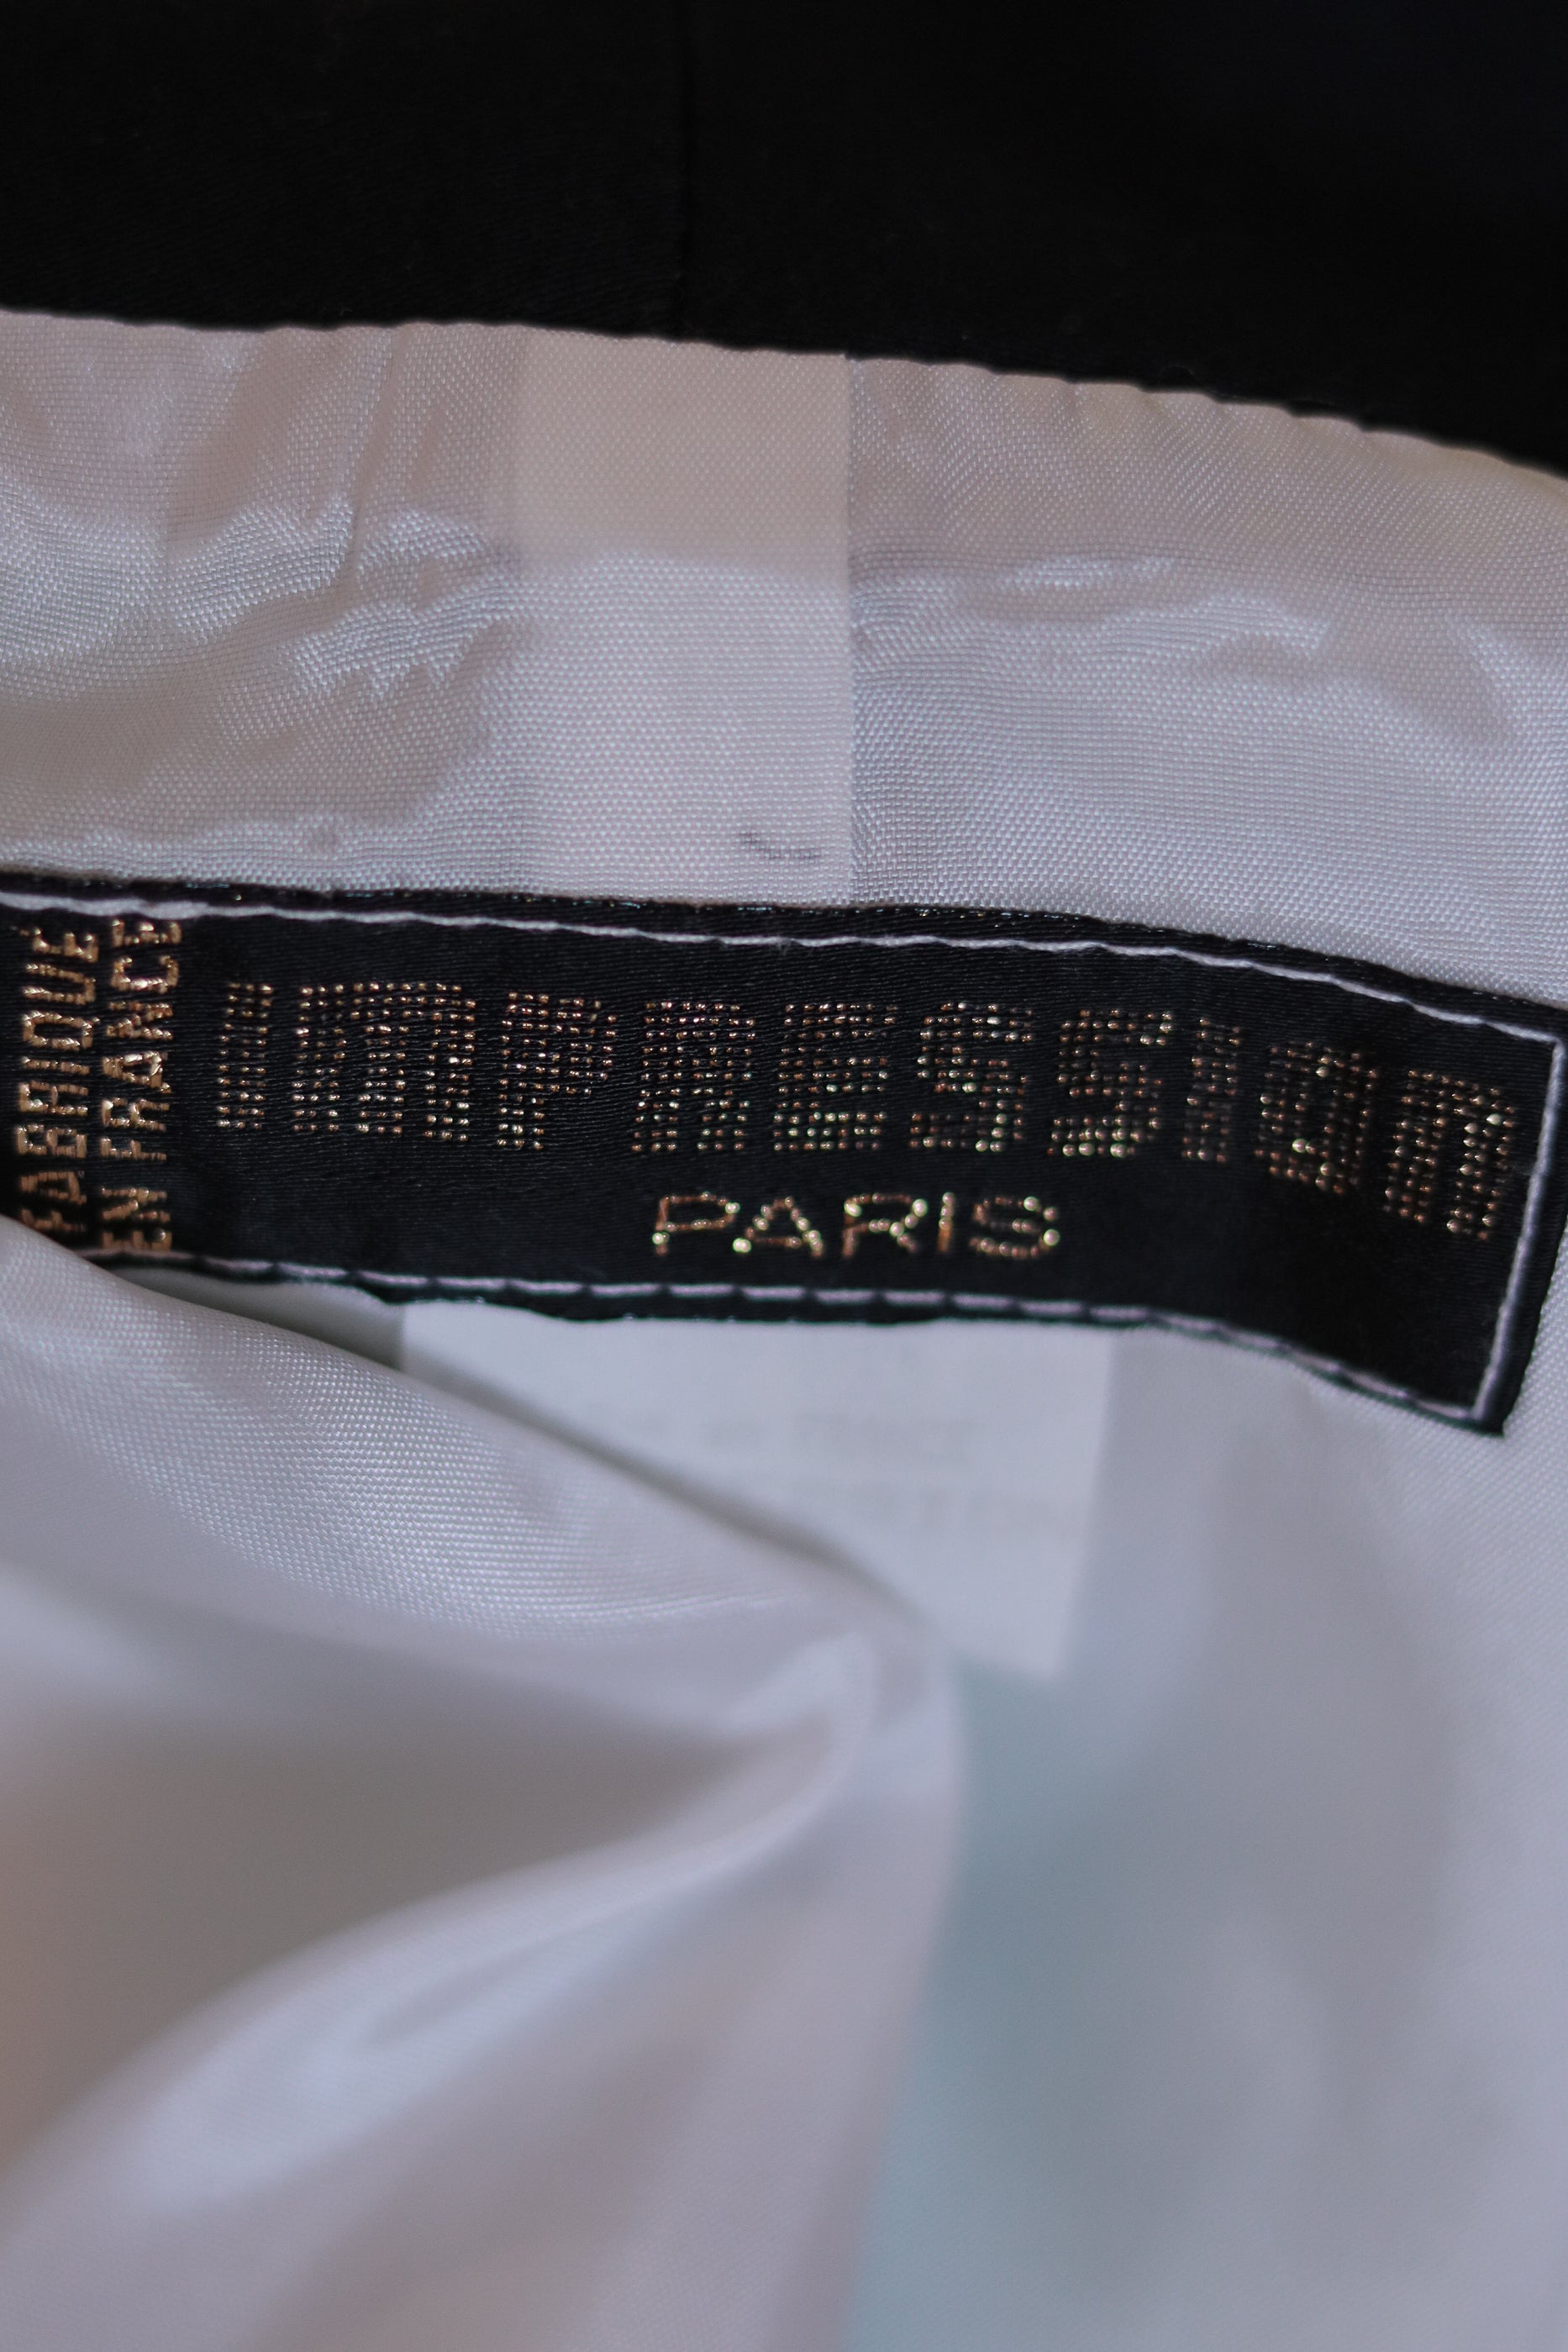 FABRIQUE
EN FRANCE
IMPRESSION
PARIS